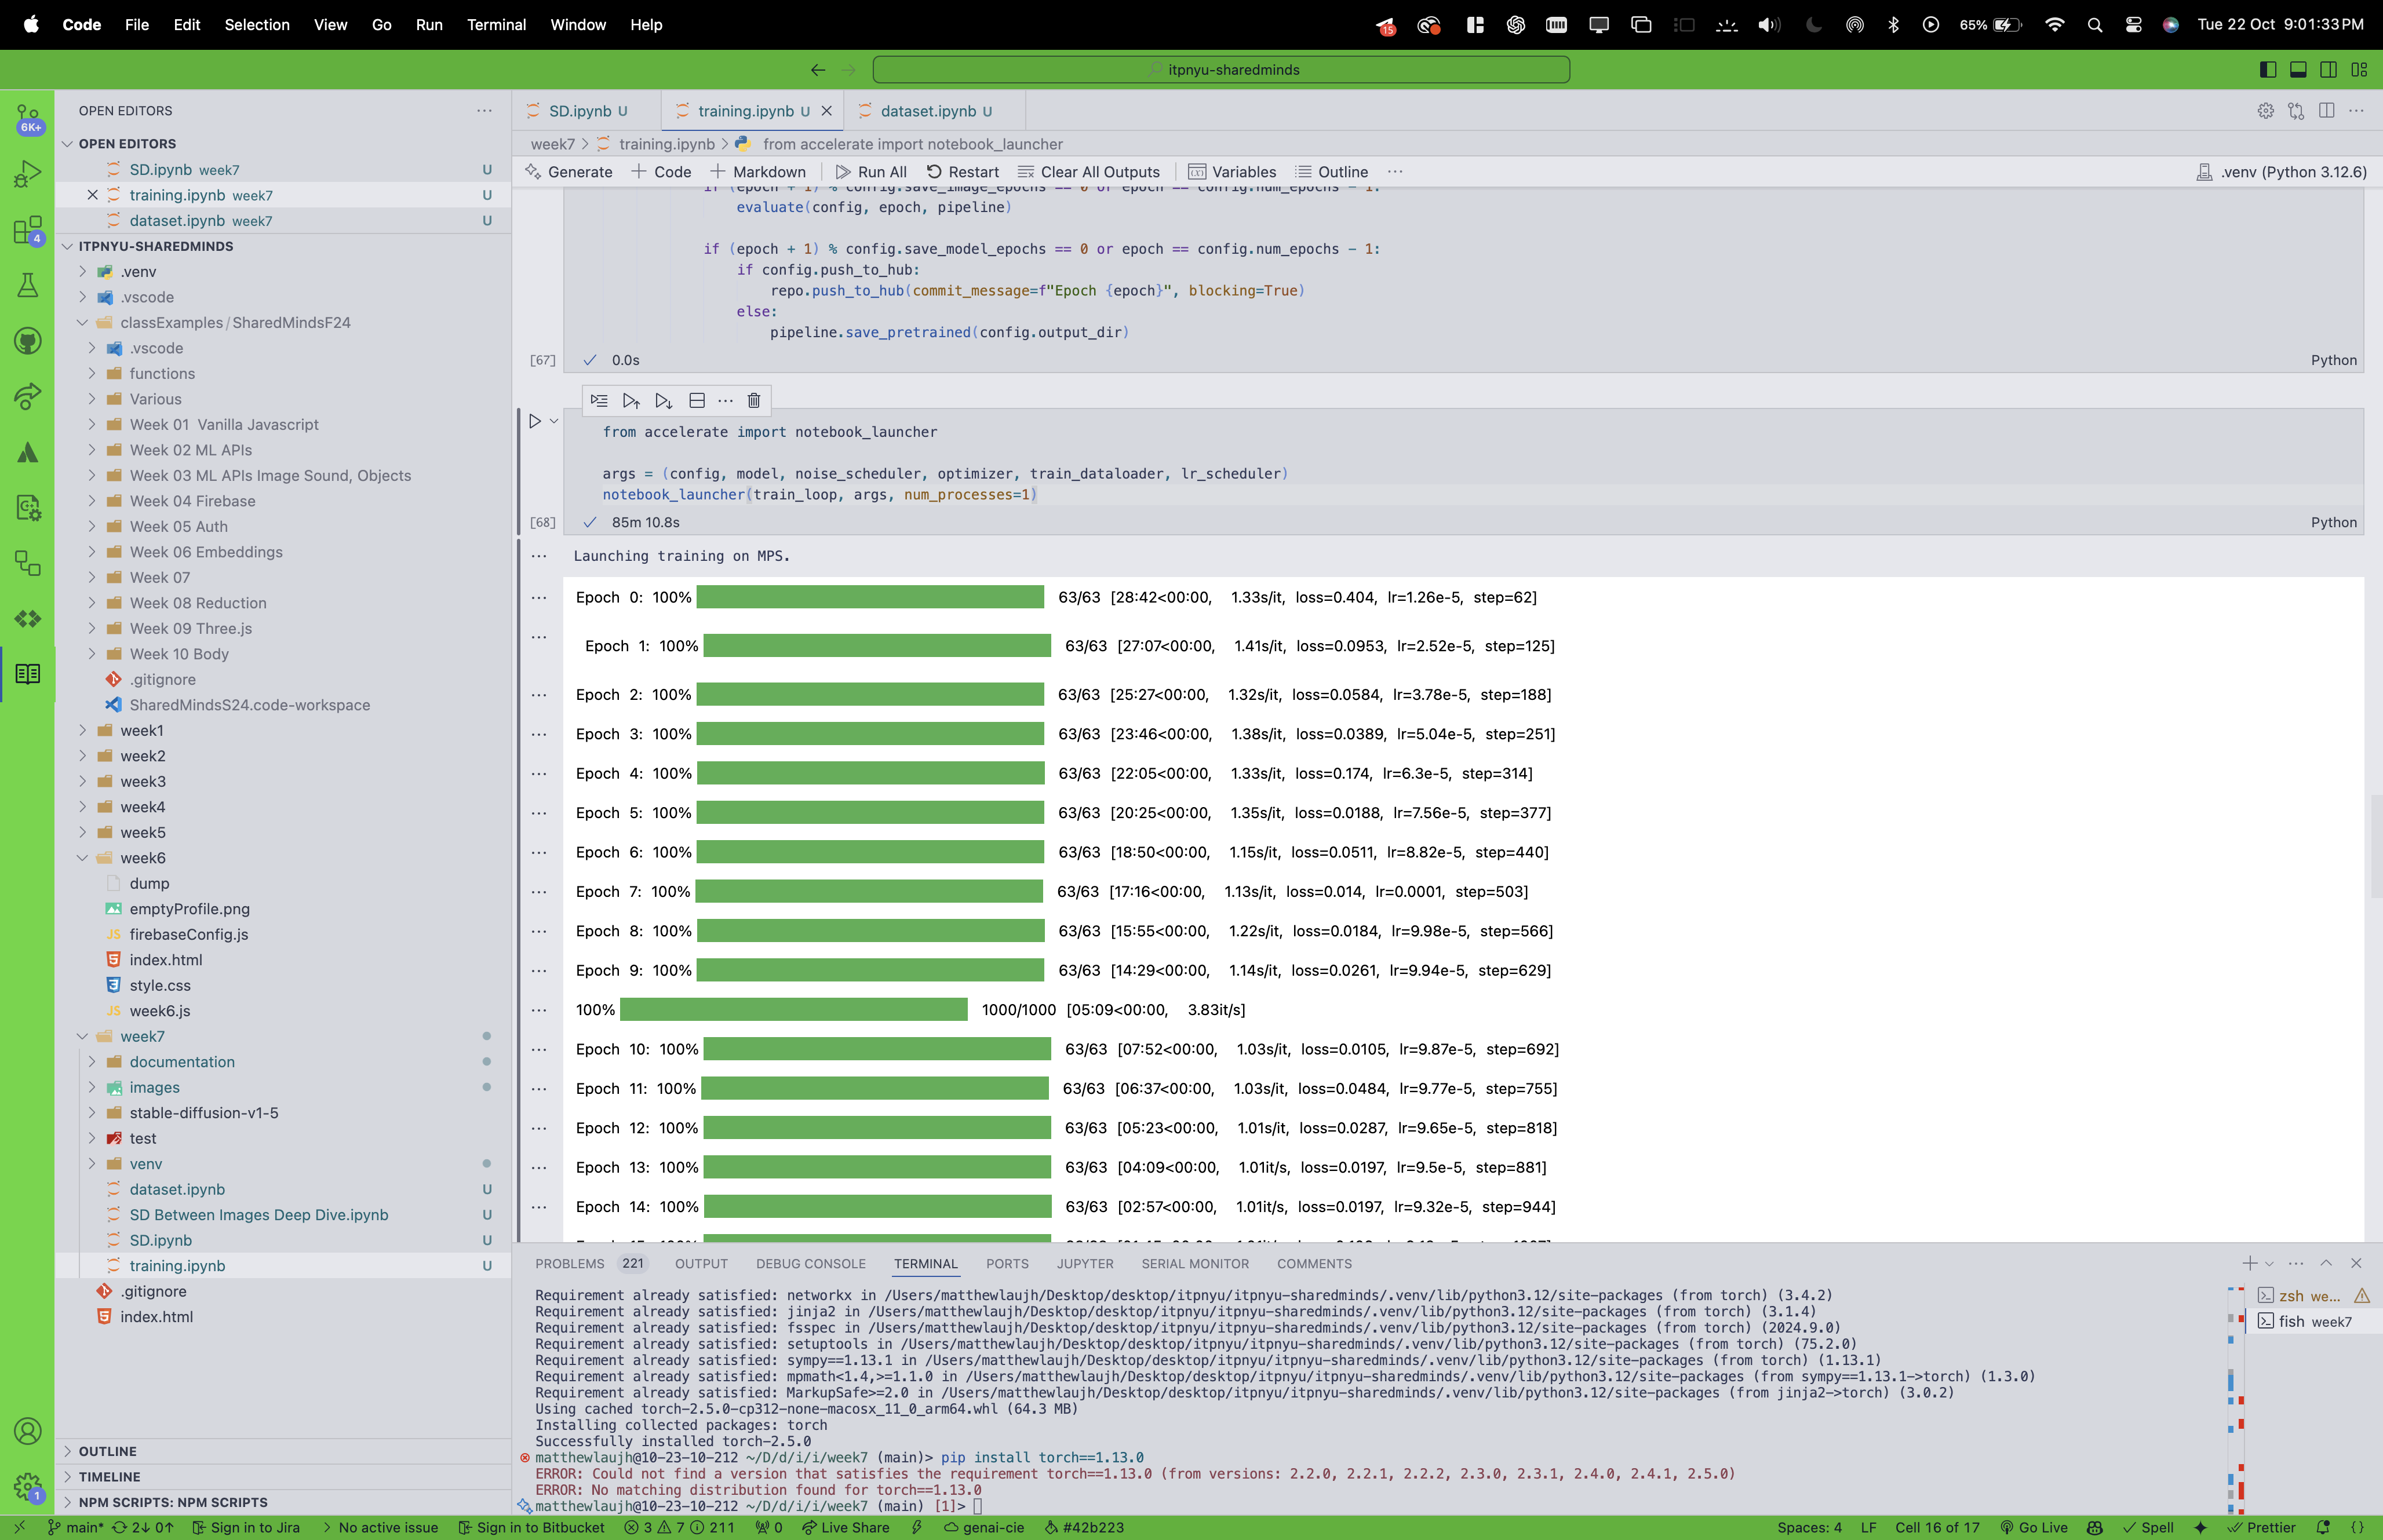 Code File Edit Selection View Go Run Terminal Window Help 15 65% Tue 22 Oct 9:01:33 PM
itpnyu-sharedminds
6K+
4
1
OPEN EDITORS
OPEN EDITORS
SD.ipynb week7 U
training.ipynb week7 U
dataset.ipynb week7 U
ITPNYU-SHAREDMINDS
.venv
.vscode
classExamples/SharedMindsF24
.vscode
functions
Various
Week 01 Vanilla Javascript
Week 02 ML APIs
Week 03 ML APIs Image Sound, Objects
Week 04 Firebase
Week 05 Auth
Week 06 Embeddings
Week 07
Week 08 Reduction
Week 09 Three.js
Week 10 Body
.gitignore
SharedMindsS24.code-workspace
week1
week2
week3
week4
week5
week6
dump
emptyProfile.png
JS firebaseConfig.js
index.html
style.css
JS week6.js
week7
documentation
images
stable-diffusion-v1-5
test
venv
dataset.ipynb U
SD Between Images Deep Dive.ipynb U
SD.ipynb U
training.ipynb U
.gitignore
index.html
OUTLINE
TIMELINE
NPM SCRIPTS: NPM SCRIPTS
SD.ipynb U training.ipynb U dataset.ipynb U
week7 > training.ipynb > from accelerate import notebook_launcher
Generate Code Markdown Run All Restart Clear All Outputs Variables Outline .venv (Python 3.12.6)
if (epoch + 1) % config.save_image_epochs == 0 or epoch == config.num_epochs - 1:
evaluate(config, epoch, pipeline)
if (epoch + 1) % config.save_model_epochs == 0 or epoch == config.num_epochs - 1:
if config.push_to_hub:
repo.push_to_hub(commit_message=f"Epoch {epoch}", blocking=True)
else:
pipeline.save_pretrained(config.output_dir)
[67] 0.0s Python
from accelerate import notebook_launcher
args = (config, model, noise_scheduler, optimizer, train_dataloader, lr_scheduler)
notebook_launcher(train_loop, args, num_processes=1)
[68] 85m 10.8s Python
Launching training on MPS.
Epoch 0: 100% 63/63 [28:42<00:00, 1.33s/it, loss=0.404, lr=1.26e-5, step=62]
Epoch 1: 100% 63/63 [27:07<00:00, 1.41s/it, loss=0.0953, lr=2.52e-5, step=125]
Epoch 2: 100% 63/63 [25:27<00:00, 1.32s/it, loss=0.0584, lr=3.78e-5, step=188]
Epoch 3: 100% 63/63 [23:46<00:00, 1.38s/it, loss=0.0389, lr=5.04e-5, step=251]
Epoch 4: 100% 63/63 [22:05<00:00, 1.33s/it, loss=0.174, lr=6.3e-5, step=314]
Epoch 5: 100% 63/63 [20:25<00:00, 1.35s/it, loss=0.0188, lr=7.56e-5, step=377]
Epoch 6: 100% 63/63 [18:50<00:00, 1.15s/it, loss=0.0511, lr=8.82e-5, step=440]
Epoch 7: 100% 63/63 [17:16<00:00, 1.13s/it, loss=0.014, lr=0.0001, step=503]
Epoch 8: 100% 63/63 [15:55<00:00, 1.22s/it, loss=0.0184, lr=9.98e-5, step=566]
Epoch 9: 100% 63/63 [14:29<00:00, 1.14s/it, loss=0.0261, lr=9.94e-5, step=629]
100% 1000/1000 [05:09<00:00, 3.83it/s]
Epoch 10: 100% 63/63 [07:52<00:00, 1.03s/it, loss=0.0105, lr=9.87e-5, step=692]
Epoch 11: 100% 63/63 [06:37<00:00, 1.03s/it, loss=0.0484, lr=9.77e-5, step=755]
Epoch 12: 100% 63/63 [05:23<00:00, 1.01s/it, loss=0.0287, lr=9.65e-5, step=818]
Epoch 13: 100% 63/63 [04:09<00:00, 1.01it/s, loss=0.0197, lr=9.5e-5, step=881]
Epoch 14: 100% 63/63 [02:57<00:00, 1.01it/s, loss=0.0197, lr=9.32e-5, step=944]
PROBLEMS 221 OUTPUT DEBUG CONSOLE TERMINAL PORTS JUPYTER SERIAL MONITOR COMMENTS
Requirement already satisfied: networkx in /Users/matthewlaujh/Desktop/desktop/itpnyu/itpnyu-sharedminds/.venv/lib/python3.12/site-packages (from torch) (3.4.2)
Requirement already satisfied: jinja2 in /Users/matthewlaujh/Desktop/desktop/itpnyu/itpnyu-sharedminds/.venv/lib/python3.12/site-packages (from torch) (3.1.4)
Requirement already satisfied: fsspec in /Users/matthewlaujh/Desktop/desktop/itpnyu/itpnyu-sharedminds/.venv/lib/python3.12/site-packages (from torch) (2024.9.0)
Requirement already satisfied: setuptools in /Users/matthewlaujh/Desktop/desktop/itpnyu/itpnyu-sharedminds/.venv/lib/python3.12/site-packages (from torch) (75.2.0)
Requirement already satisfied: sympy==1.13.1 in /Users/matthewlaujh/Desktop/desktop/itpnyu/itpnyu-sharedminds/.venv/lib/python3.12/site-packages (from torch) (1.13.1)
Requirement already satisfied: mpmath<1.4,>=1.1.0 in /Users/matthewlaujh/Desktop/desktop/itpnyu/itpnyu-sharedminds/.venv/lib/python3.12/site-packages (from sympy==1.13.1->torch) (1.3.0)
Requirement already satisfied: MarkupSafe>=2.0 in /Users/matthewlaujh/Desktop/desktop/itpnyu/itpnyu-sharedminds/.venv/lib/python3.12/site-packages (from jinja2->torch) (3.0.2)
Using cached torch-2.5.0-cp312-none-macosx_11_0_arm64.whl (64.3 MB)
Installing collected packages: torch
Successfully installed torch-2.5.0
matthewlaujh@10-23-10-212 ~/D/d/i/i/week7 (main)> pip install torch==1.13.0
ERROR: Could not find a version that satisfies the requirement torch==1.13.0 (from versions: 2.2.0, 2.2.1, 2.2.2, 2.3.0, 2.3.1, 2.4.0, 2.4.1, 2.5.0)
ERROR: No matching distribution found for torch==1.13.0
matthewlaujh@10-23-10-212 ~/D/d/i/i/week7 (main) [1]>
zsh we...
fish week7
main* 2↓ 0↑ Sign in to Jira No active issue Sign in to Bitbucket 3 7 211 0 Live Share genai-cie #42b223 Spaces: 4 LF Cell 16 of 17 Go Live Spell Prettier {}